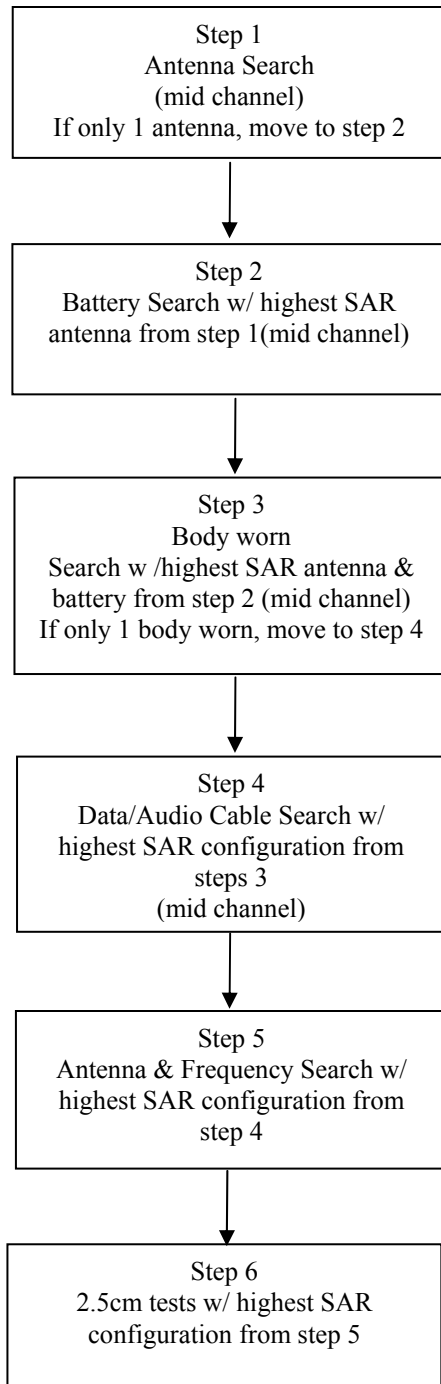 Step 1
Antenna Search
(mid channel)
If only 1 antenna, move to step 2
Step 2
Battery Search w/ highest SAR
antenna from step 1(mid channel)
Step 3
Body worn
Search w /highest SAR antenna &
battery from step 2 (mid channel)
If only 1 body worn, move to step 4
Step 4
Data/Audio Cable Search w/
highest SAR configuration from
steps 3
(mid channel)
Step 5
Antenna & Frequency Search w/
highest SAR configuration from
step 4
Step 6
2.5cm tests w/ highest SAR
configuration from step 5